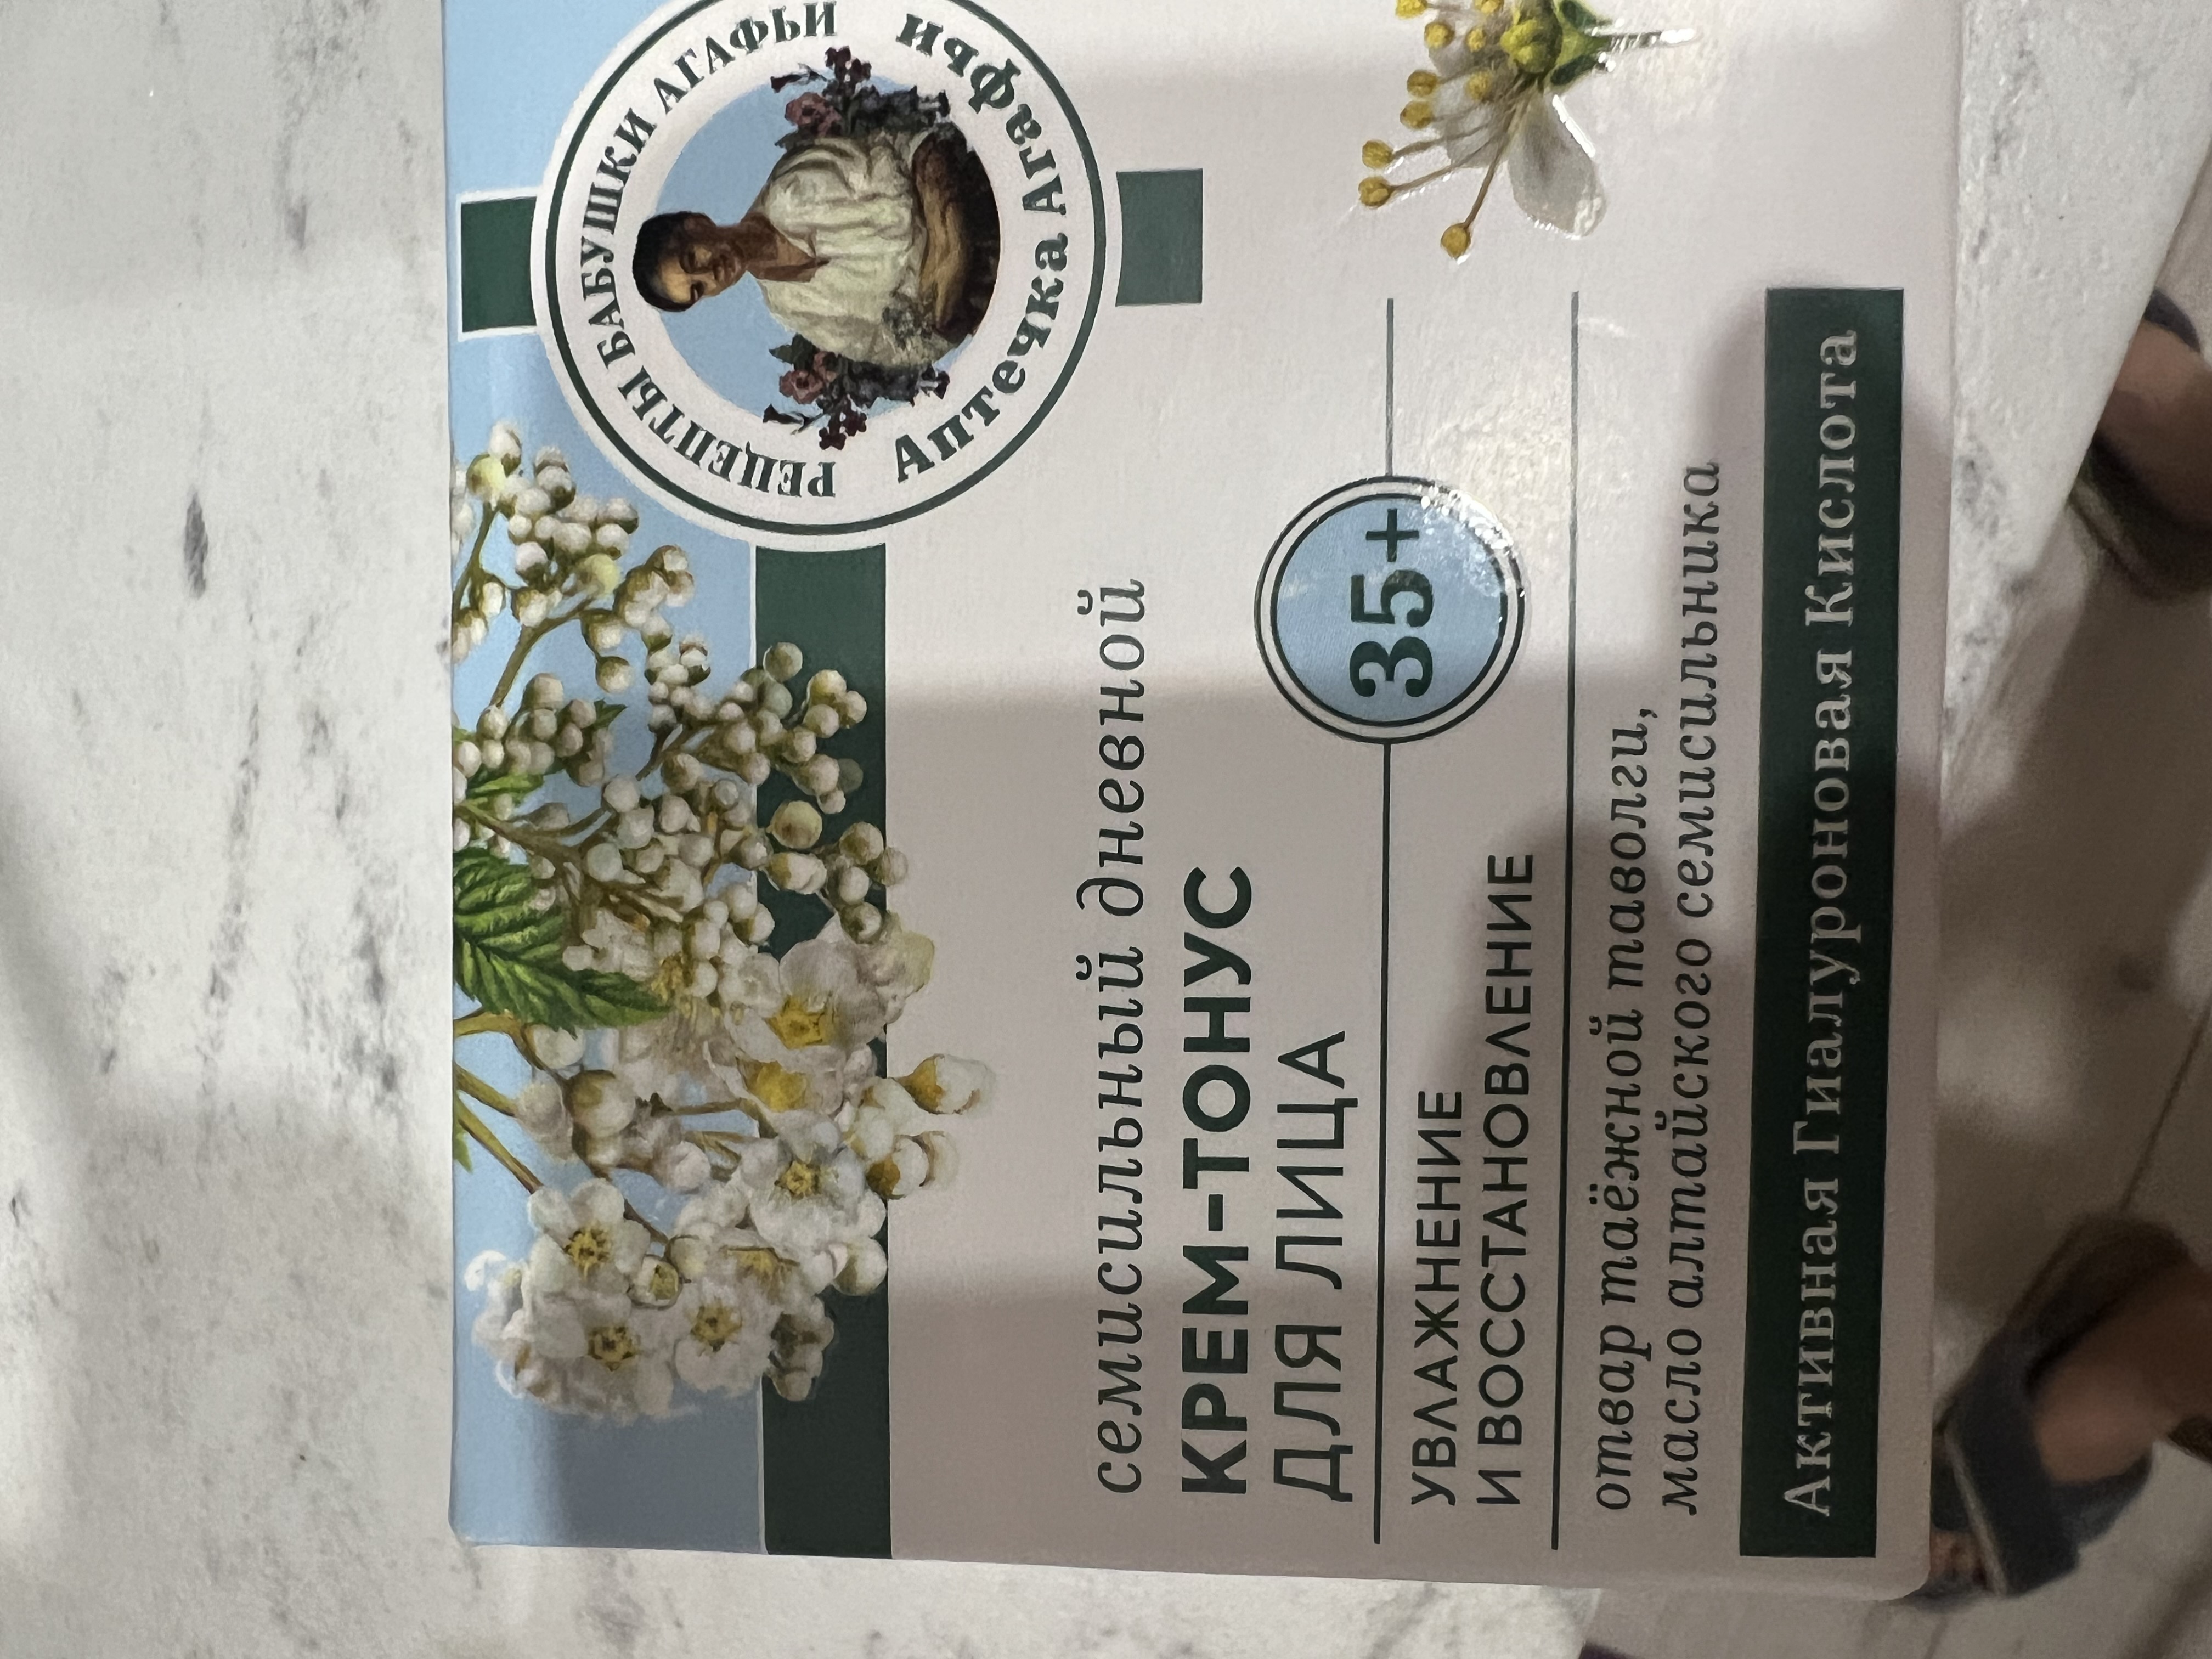 РЕЦЕПТЫ БАБУШКИ АГАФЬИ
Аптечка Агафьи
семисильный дневной
КРЕМ-ТОНУС
ДЛЯ ЛИЦА
35+
УВЛАЖНЕНИЕ
И ВОССТАНОВЛЕНИЕ
отвар таёжной таволги,
масло алтайского семисильника
Активная Гиалуроновая Кислота